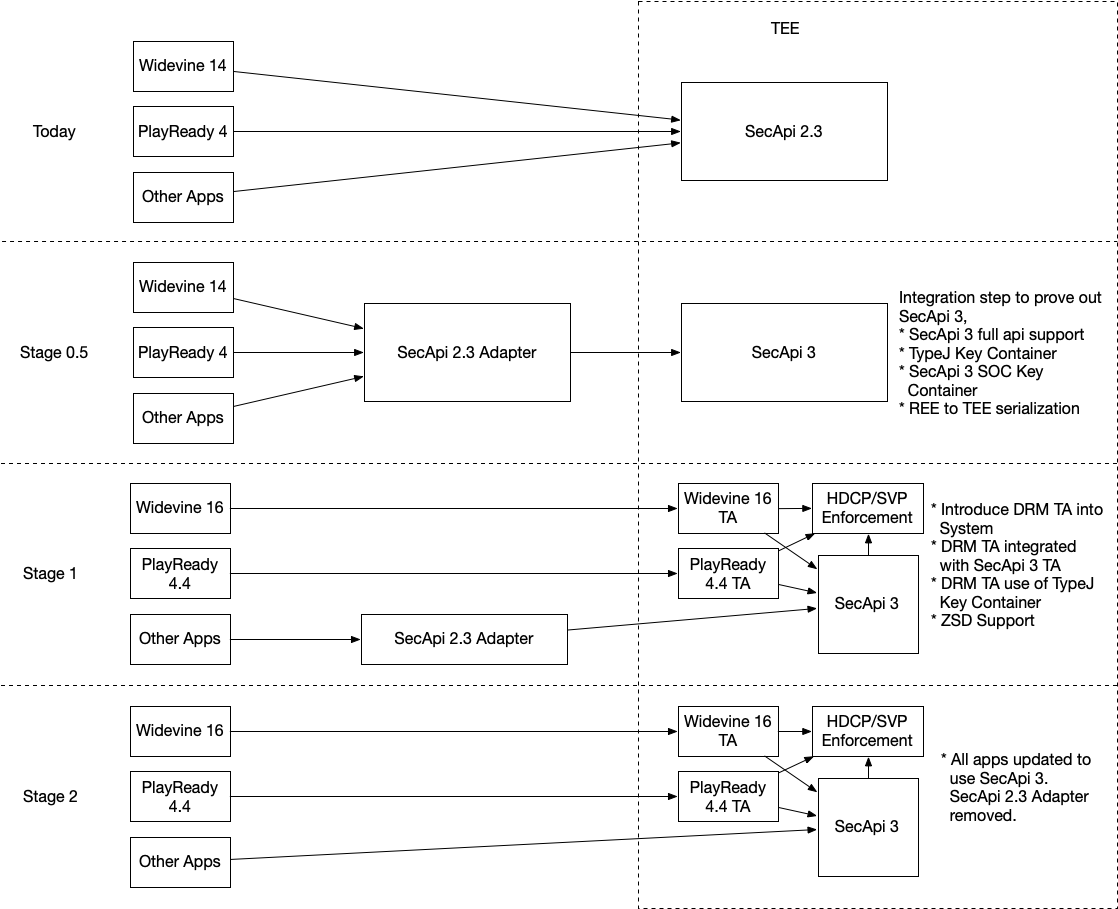 TEE
Widevine 14
Today
PlayReady 4
SecApi 2.3
Other Apps
Widevine 14
Stage 0.5
PlayReady 4
SecApi 2.3 Adapter
SecApi 3
Other Apps
Integration step to prove out
SecApi 3,
* SecApi 3 full api support
* TypeJ Key Container
* SecApi 3 SOC Key
Container
* REE to TEE serialization
Widevine 16
Widevine 16
TA
HDCP/SVP
Enforcement
Stage 1
PlayReady
4.4
PlayReady
4.4 TA
SecApi 3
Other Apps
SecApi 2.3 Adapter
* Introduce DRM TA into
System
* DRM TA integrated
with SecApi 3 TA
* DRM TA use of TypeJ
Key Container
* ZSD Support
Widevine 16
Widevine 16
TA
HDCP/SVP
Enforcement
Stage 2
PlayReady
4.4
PlayReady
4.4 TA
SecApi 3
Other Apps
* All apps updated to
use SecApi 3.
SecApi 2.3 Adapter
removed.